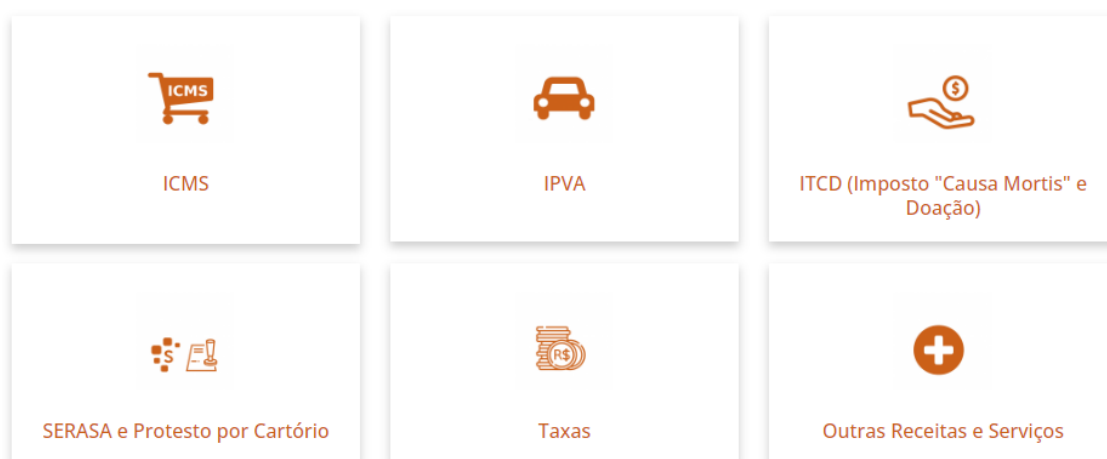 ICMS
ICMS
IPVA
$
ITCD (Imposto "Causa Mortis" e
Doação)
S
SERASA e Protesto por Cartório
R$
Taxas
Outras Receitas e Serviços